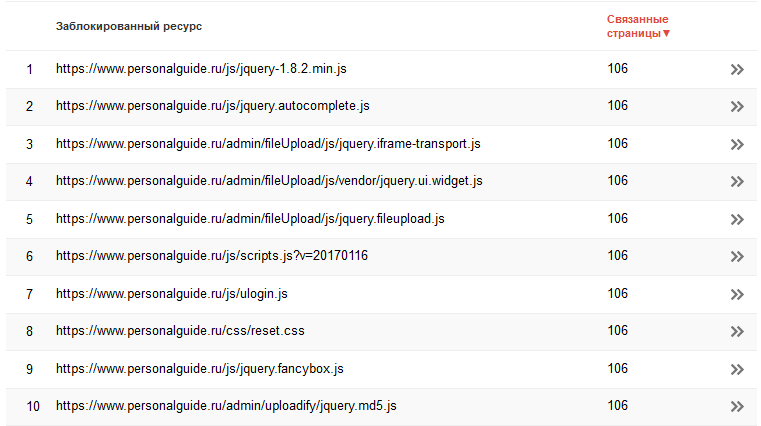 Заблокированный ресурс
Связанные
страницы▼
1 https://www.personalguide.ru/js/jquery-1.8.2.min.js 106
2 https://www.personalguide.ru/js/jquery.autocomplete.js 106
3 https://www.personalguide.ru/admin/fileUpload/js/jquery.iframe-transport.js 106
4 https://www.personalguide.ru/admin/fileUpload/js/vendor/jquery.ui.widget.js 106
5 https://www.personalguide.ru/admin/fileUpload/js/jquery.fileupload.js 106
6 https://www.personalguide.ru/js/scripts.js?v=20170116 106
7 https://www.personalguide.ru/js/ulogin.js 106
8 https://www.personalguide.ru/css/reset.css 106
9 https://www.personalguide.ru/js/jquery.fancybox.js 106
10 https://www.personalguide.ru/admin/uploadify/jquery.md5.js 106